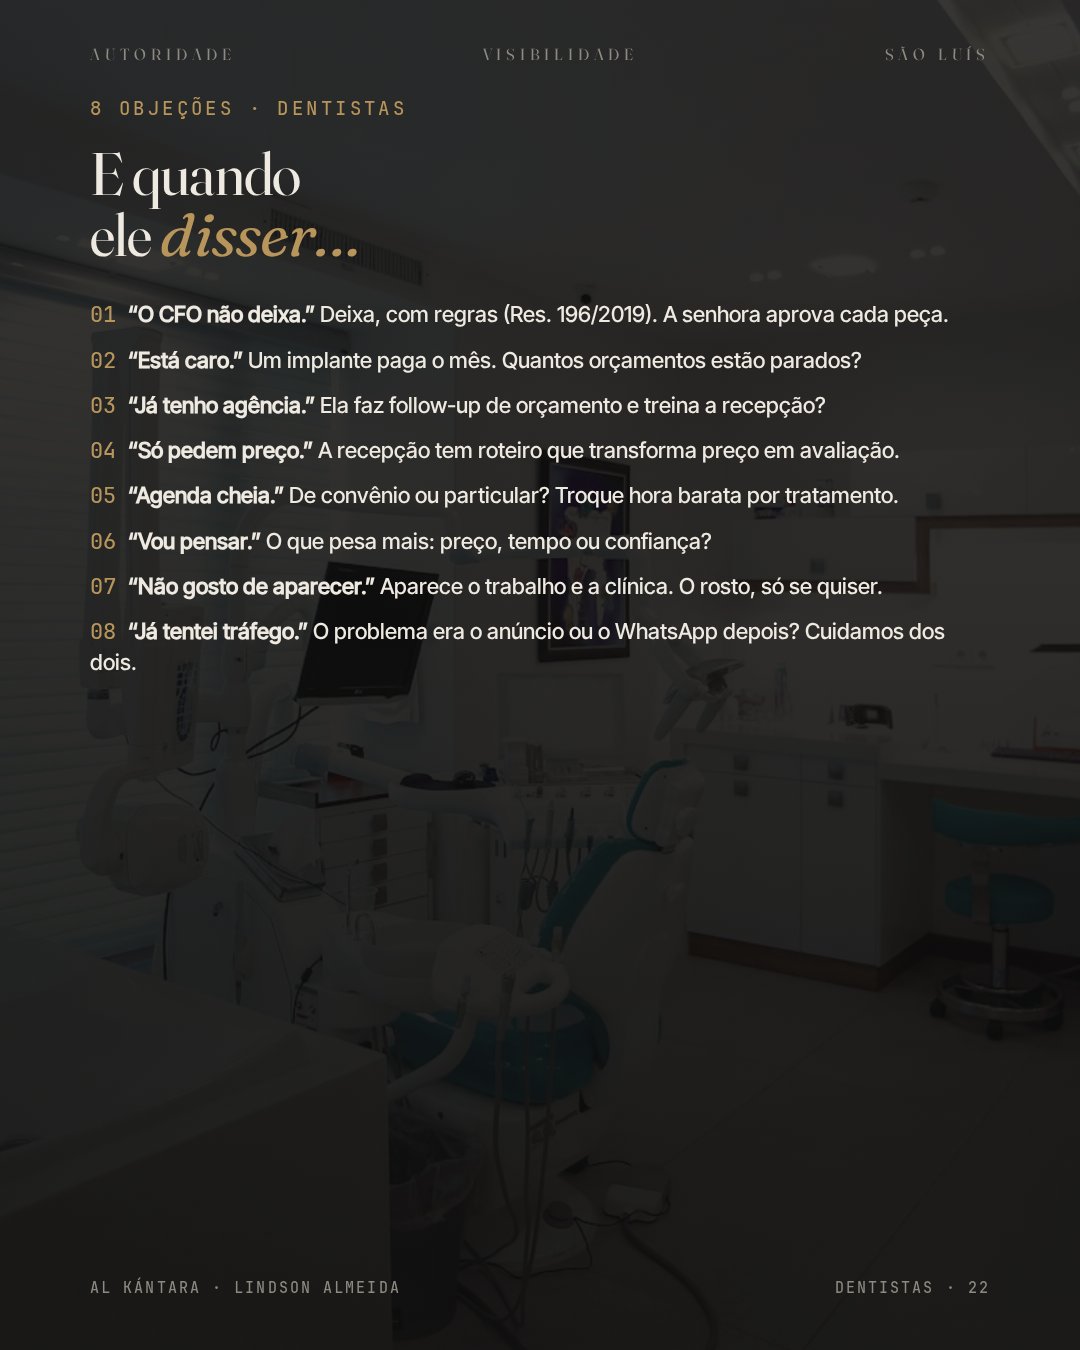 AUTORIDADE VISIBILIDADE SÃO LUÍS
8 OBJEÇÕES · DENTISTAS
E quando
ele disser...
01 “O CFO não deixa.” Deixa, com regras (Res. 196/2019). A senhora aprova cada peça.
02 “Está caro.” Um implante paga o mês. Quantos orçamentos estão parados?
03 “Já tenho agência.” Ela faz follow-up de orçamento e treina a recepção?
04 “Só pedem preço.” A recepção tem roteiro que transforma preço em avaliação.
05 “Agenda cheia.” De convênio ou particular? Troque hora barata por tratamento.
06 “Vou pensar.” O que pesa mais: preço, tempo ou confiança?
07 “Não gosto de aparecer.” Aparece o trabalho e a clínica. O rosto, só se quiser.
08 “Já tentei tráfego.” O problema era o anúncio ou o WhatsApp depois? Cuidamos dos
dois.
AL KÁNTARA · LINDSON ALMEIDA DENTISTAS · 22